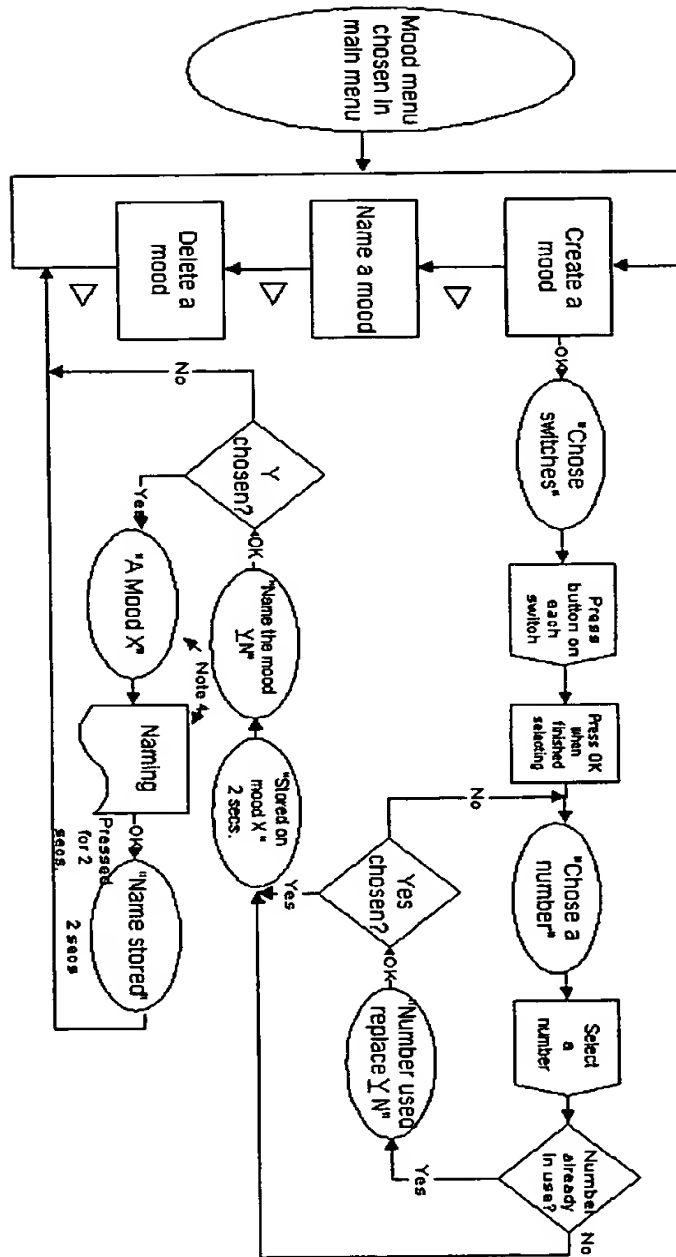 Mood menu
chosen in
main menu
Create a
mood
Name a mood
Delete a
mood
OK
"Chose
switches"
Press
button on
each
switch
Press OK
when
finished
selecting
"Chose a
number"
Select
a
number
Number
already
in use?
No
Yes
"Number used
replace Y N"
OK
Yes
chosen?
No
Yes
"Stored on
mood X"
2 secs.
"Name the mood
Y N"
OK
Y
chosen?
No
Yes
"A Mood X"
Note 4
Naming
OK
Pressed
for 2
secs.
"Name stored"
2 secs